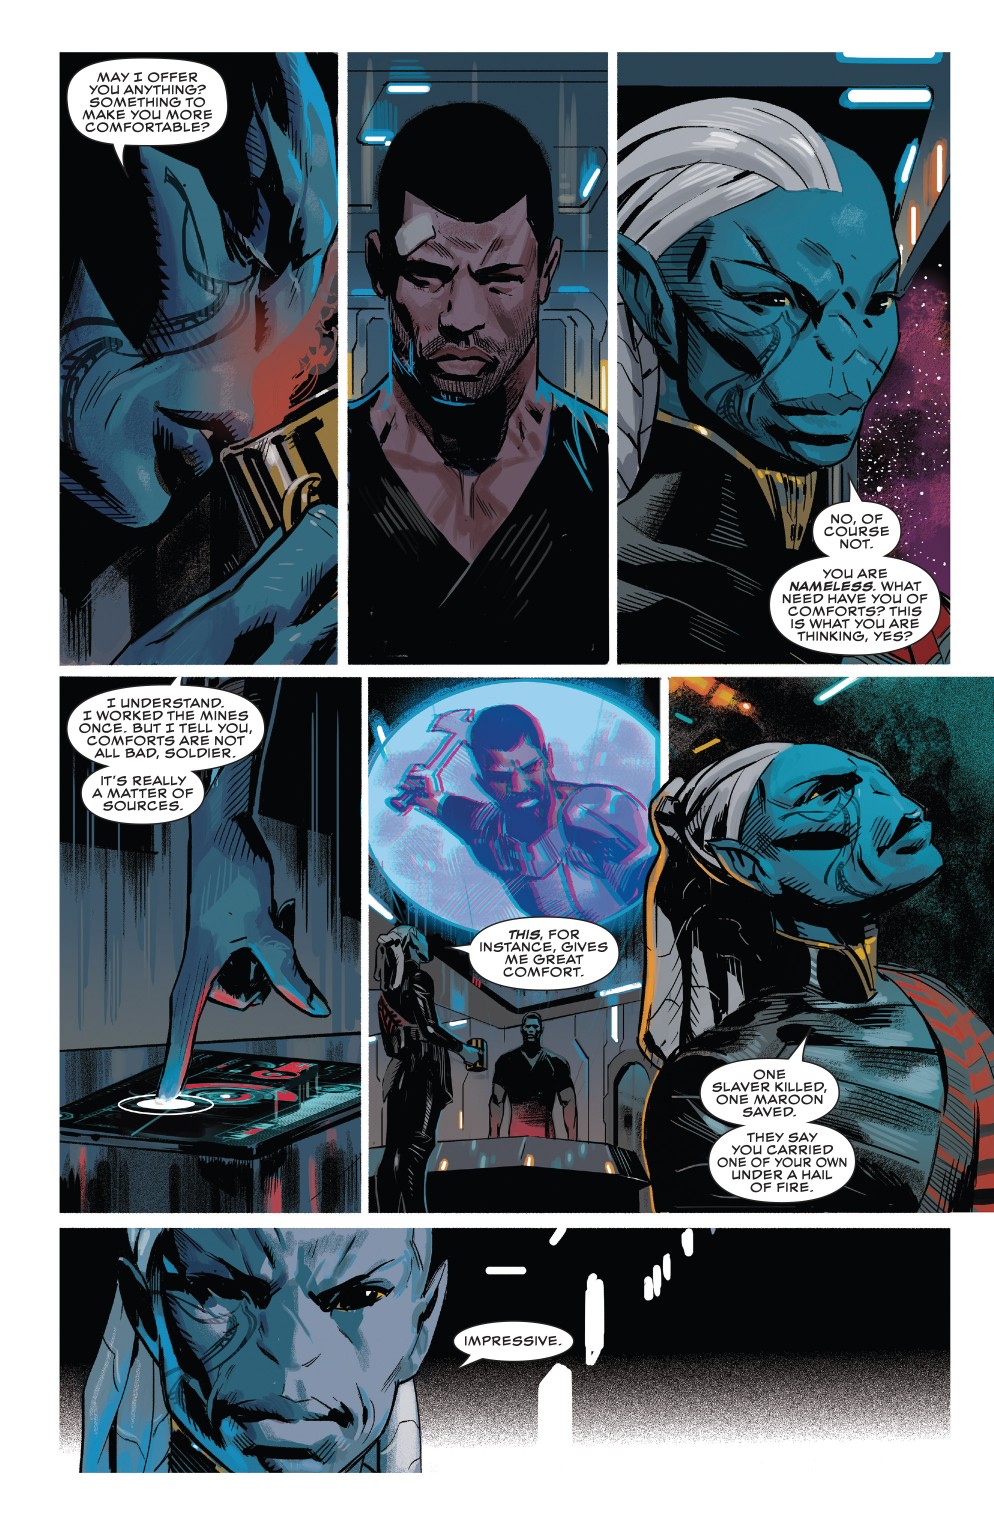 MAY I OFFER
YOU ANYTHING?
SOMETHING TO
MAKE YOU MORE
COMFORTABLE?
NO, OF
COURSE
NOT.
YOU ARE
NAMELESS. WHAT
NEED HAVE YOU OF
COMFORTS? THIS
IS WHAT YOU ARE
THINKING, YES?
I UNDERSTAND.
I WORKED THE MINES
ONCE. BUT I TELL YOU,
COMFORTS ARE NOT
ALL BAD, SOLDIER.
IT'S REALLY
A MATTER OF
SOURCES.
THIS, FOR
INSTANCE, GIVES
ME GREAT
COMFORT.
ONE
SLAVER KILLED,
ONE MAROON
SAVED.
THEY SAY
YOU CARRIED
ONE OF YOUR OWN
UNDER A HAIL
OF FIRE.
IMPRESSIVE.